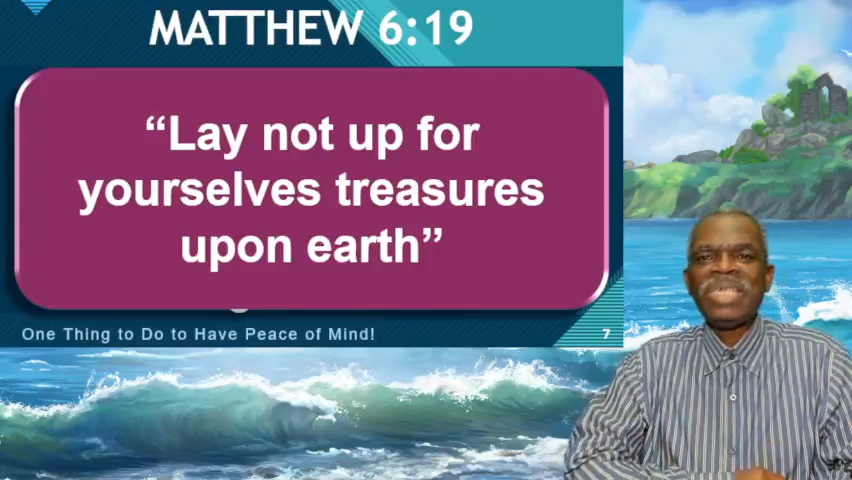 MATTHEW 6:19
“Lay not up for
yourselves treasures
upon earth”
One Thing to Do to Have Peace of Mind!
7